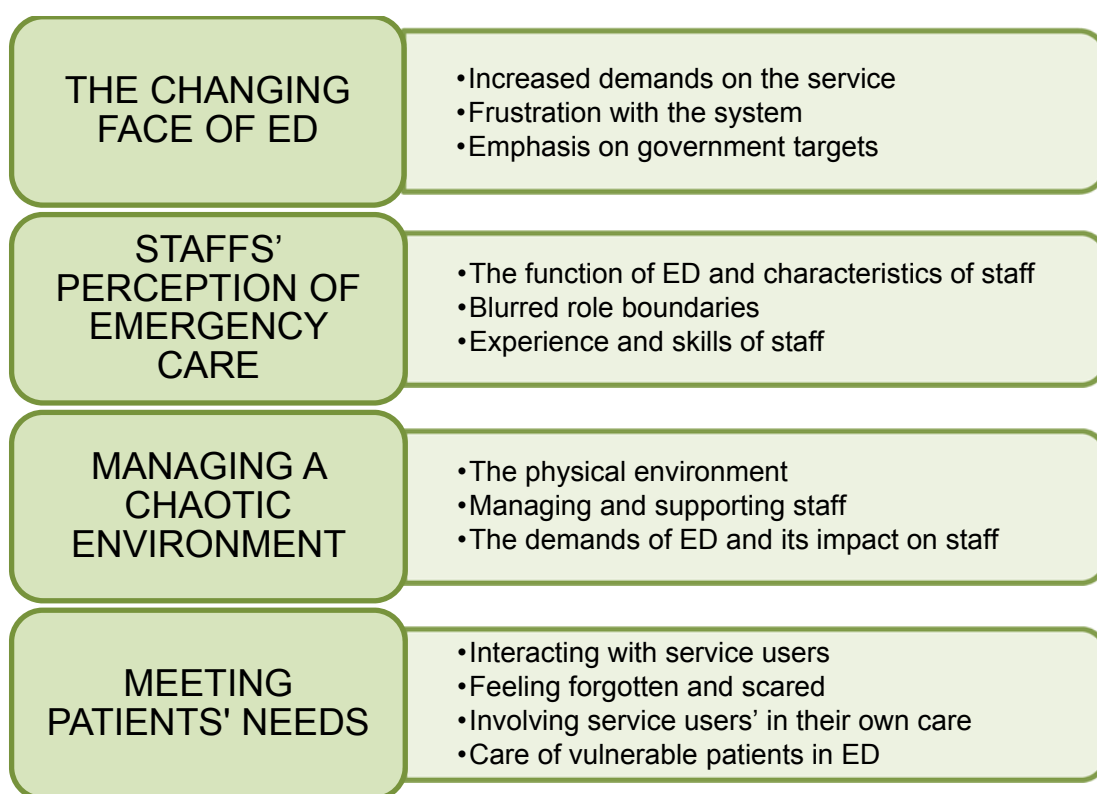 THE CHANGING
FACE OF ED
•Increased demands on the service
•Frustration with the system
•Emphasis on government targets
STAFFS’
PERCEPTION OF
EMERGENCY
CARE
•The function of ED and characteristics of staff
•Blurred role boundaries
•Experience and skills of staff
MANAGING A
CHAOTIC
ENVIRONMENT
•The physical environment
•Managing and supporting staff
•The demands of ED and its impact on staff
MEETING
PATIENTS' NEEDS
•Interacting with service users
•Feeling forgotten and scared
•Involving service users’ in their own care
•Care of vulnerable patients in ED